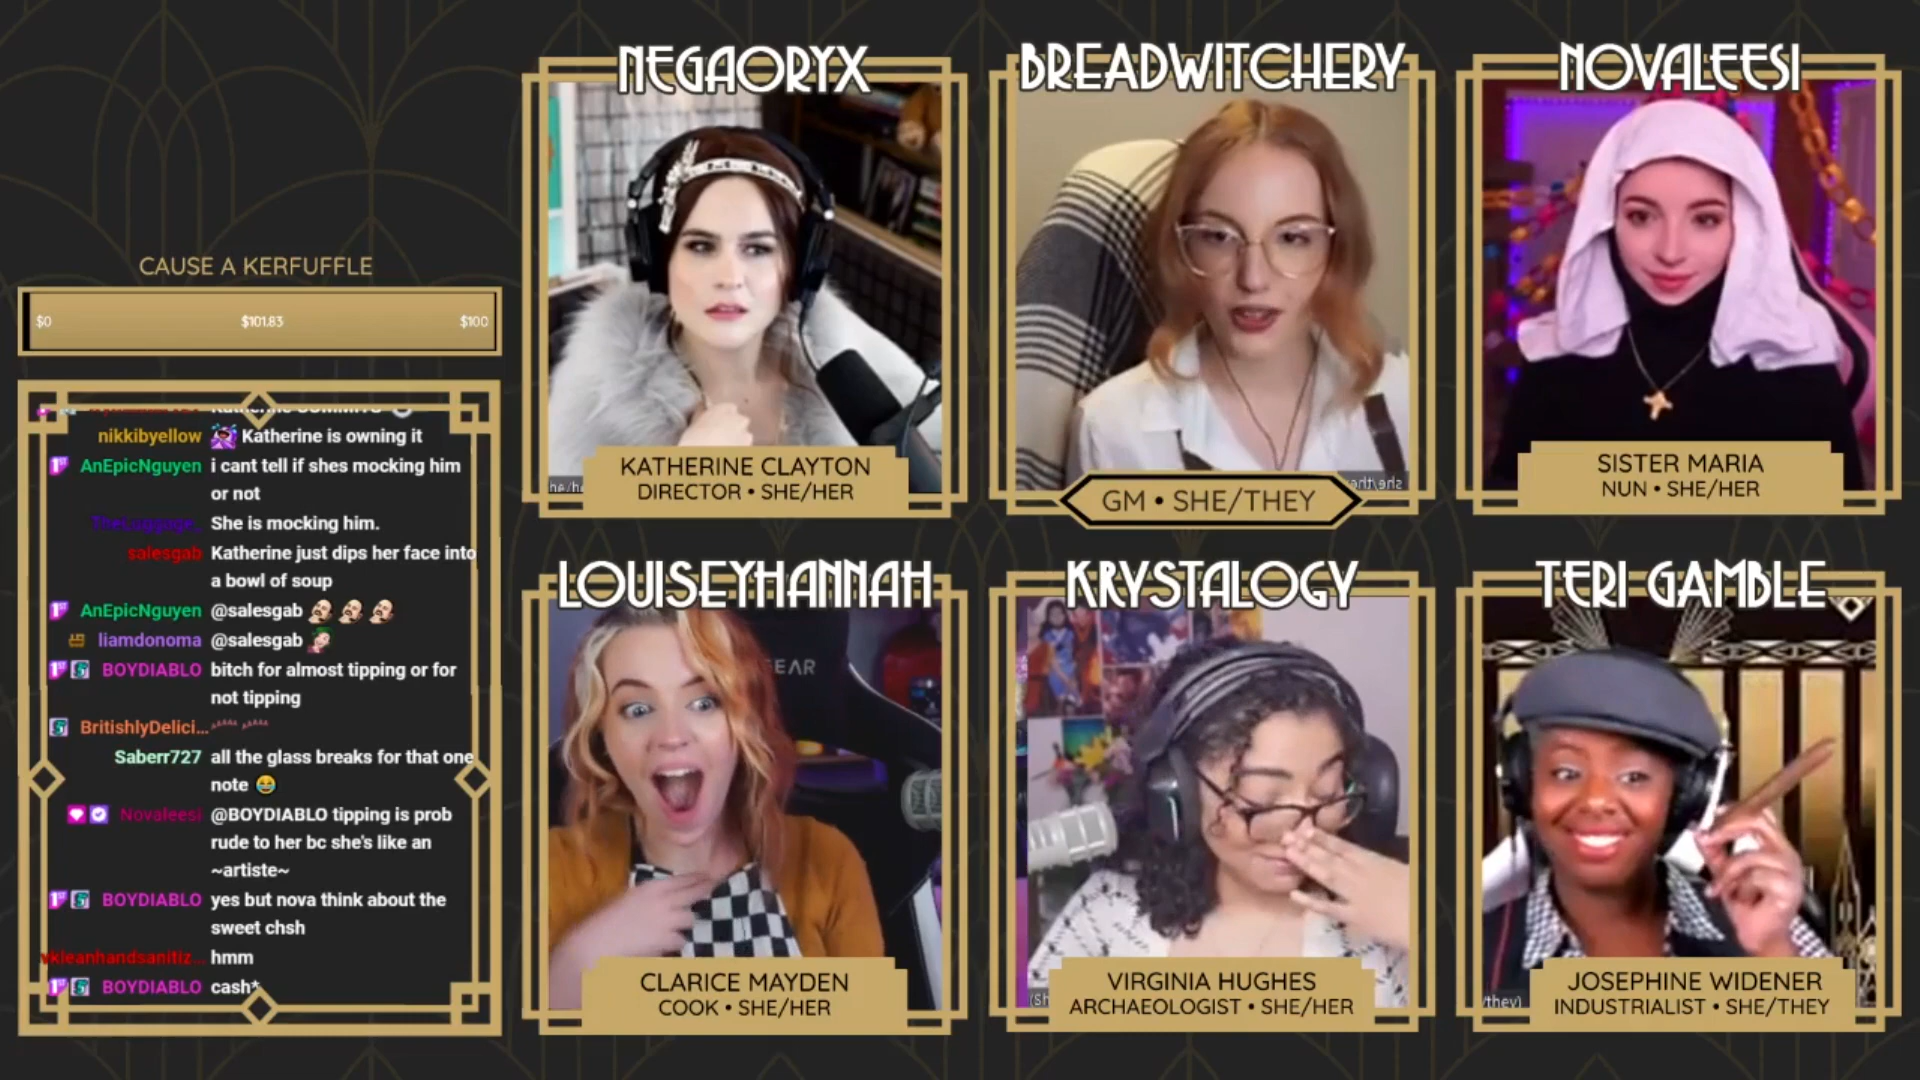 CAUSE A KERFUFFLE
$0 $101.83 $100
nikkibyellow Katherine is owning it
AnEpicNguyen i cant tell if shes mocking him
or not
TheLuggage_ She is mocking him.
salesgab Katherine just dips her face into
a bowl of soup
AnEpicNguyen @salesgab
liamdonoma @salesgab
BOYDIABLO bitch for almost tipping or for
not tipping
BritishlyDelici...
Saberr727 all the glass breaks for that one
note
Novaleesi @BOYDIABLO tipping is prob
rude to her bc she's like an
~artiste~
BOYDIABLO yes but nova think about the
sweet chsh
vkleanhandsanitiz... hmm
BOYDIABLO cash*
NEGAORYX
KATHERINE CLAYTON
DIRECTOR • SHE/HER
BREADWITCHERY
GM • SHE/THEY
NOVALEESI
SISTER MARIA
NUN • SHE/HER
LOUISEYHANNAH
GEAR
CLARICE MAYDEN
COOK • SHE/HER
KRYSTALOGY
VIRGINIA HUGHES
ARCHAEOLOGIST • SHE/HER
TERI GAMBLE
JOSEPHINE WIDENER
INDUSTRIALIST • SHE/THEY